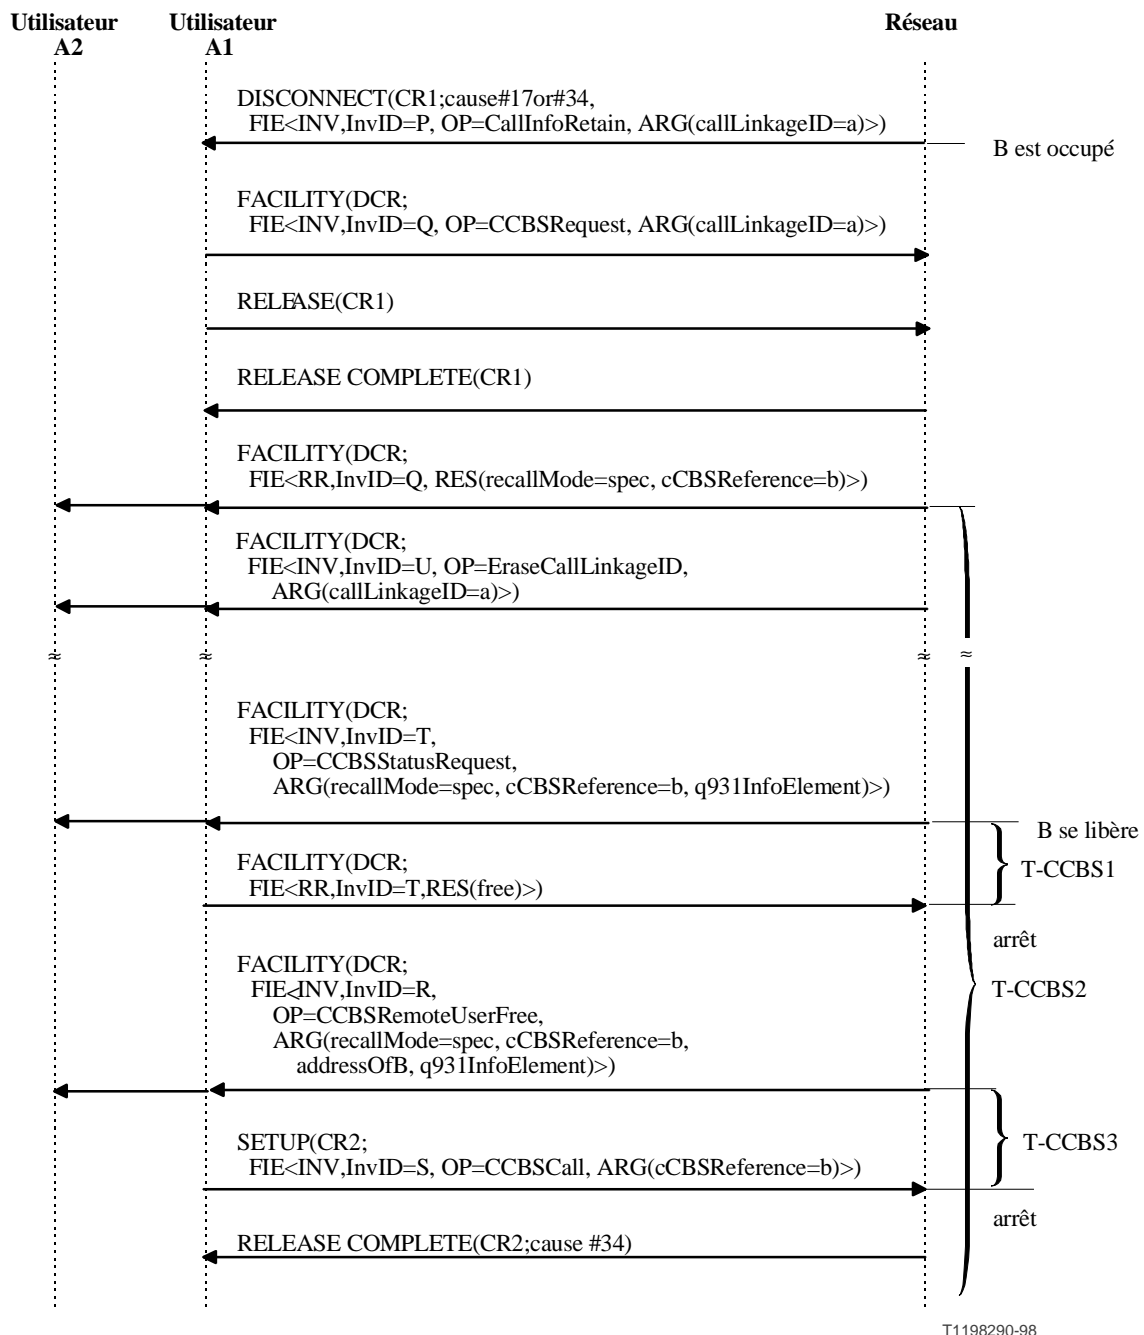 Utilisateur
A2
Utilisateur
A1
Réseau
DISCONNECT(CR1;cause#17or#34,
FIE<INV,InvID=P, OP=CallInfoRetain, ARG(callLinkageID=a)>)
B est occupé
FACILITY(DCR;
FIE<INV,InvID=Q, OP=CCBSRequest, ARG(callLinkageID=a)>)
RELEASE(CR1)
RELEASE COMPLETE(CR1)
FACILITY(DCR;
FIE<RR,InvID=Q, RES(recallMode=spec, cCBSReference=b)>)
FACILITY(DCR;
FIE<INV,InvID=U, OP=EraseCallLinkageID,
ARG(callLinkageID=a)>)
≈ ≈ ≈ ≈
FACILITY(DCR;
FIE<INV,InvID=T,
OP=CCBSStatusRequest,
ARG(recallMode=spec, cCBSReference=b, q931InfoElement)>)
B se libère
T-CCBS1
FACILITY(DCR;
FIE<RR,InvID=T,RES(free)>)
arrêt
FACILITY(DCR;
FIE<INV,InvID=R,
OP=CCBSRemoteUserFree,
ARG(recallMode=spec, cCBSReference=b,
addressOfB, q931InfoElement)>)
T-CCBS2
SETUP(CR2;
FIE<INV,InvID=S, OP=CCBSCall, ARG(cCBSReference=b)>)
T-CCBS3
arrêt
RELEASE COMPLETE(CR2;cause #34)
T1198290-98